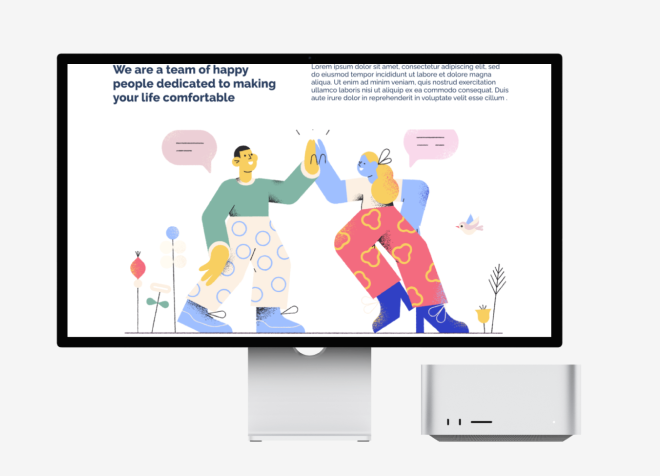 We are a team of happy
people dedicated to making
your life comfortable
Lorem ipsum dolor sit amet, consectetur adipiscing elit, sed
do eiusmod tempor incididunt ut labore et dolore magna
aliqua. Ut enim ad minim veniam, quis nostrud exercitation
ullamco laboris nisi ut aliquip ex ea commodo consequat. Duis
aute irure dolor in reprehenderit in voluptate velit esse cillum .